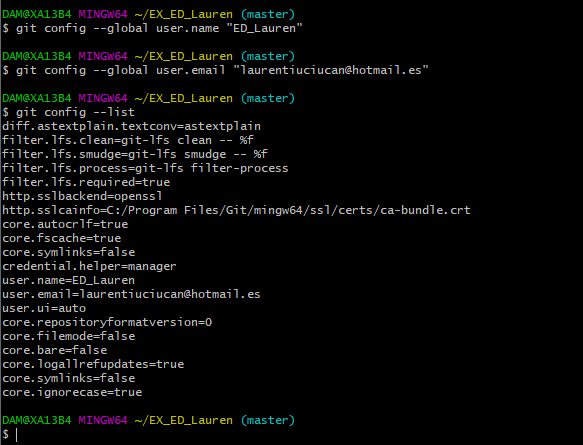 DAM@XA13B4 MINGW64 ~/EX_ED_Lauren (master)
$ git config --global user.name "ED_Lauren"
DAM@XA13B4 MINGW64 ~/EX_ED_Lauren (master)
$ git config --global user.email "laurentiuciucan@hotmail.es"
DAM@XA13B4 MINGW64 ~/EX_ED_Lauren (master)
$ git config --list
diff.astextplain.textconv=astextplain
filter.lfs.clean=git-lfs clean -- %f
filter.lfs.smudge=git-lfs smudge -- %f
filter.lfs.process=git-lfs filter-process
filter.lfs.required=true
http.sslbackend=openssl
http.sslcainfo=C:/Program Files/Git/mingw64/ssl/certs/ca-bundle.crt
core.autocrlf=true
core.fscache=true
core.symlinks=false
credential.helper=manager
user.name=ED_Lauren
user.email=laurentiuciucan@hotmail.es
user.ui=auto
core.repositoryformatversion=0
core.filemode=false
core.bare=false
core.logallrefupdates=true
core.symlinks=false
core.ignorecase=true
DAM@XA13B4 MINGW64 ~/EX_ED_Lauren (master)
$